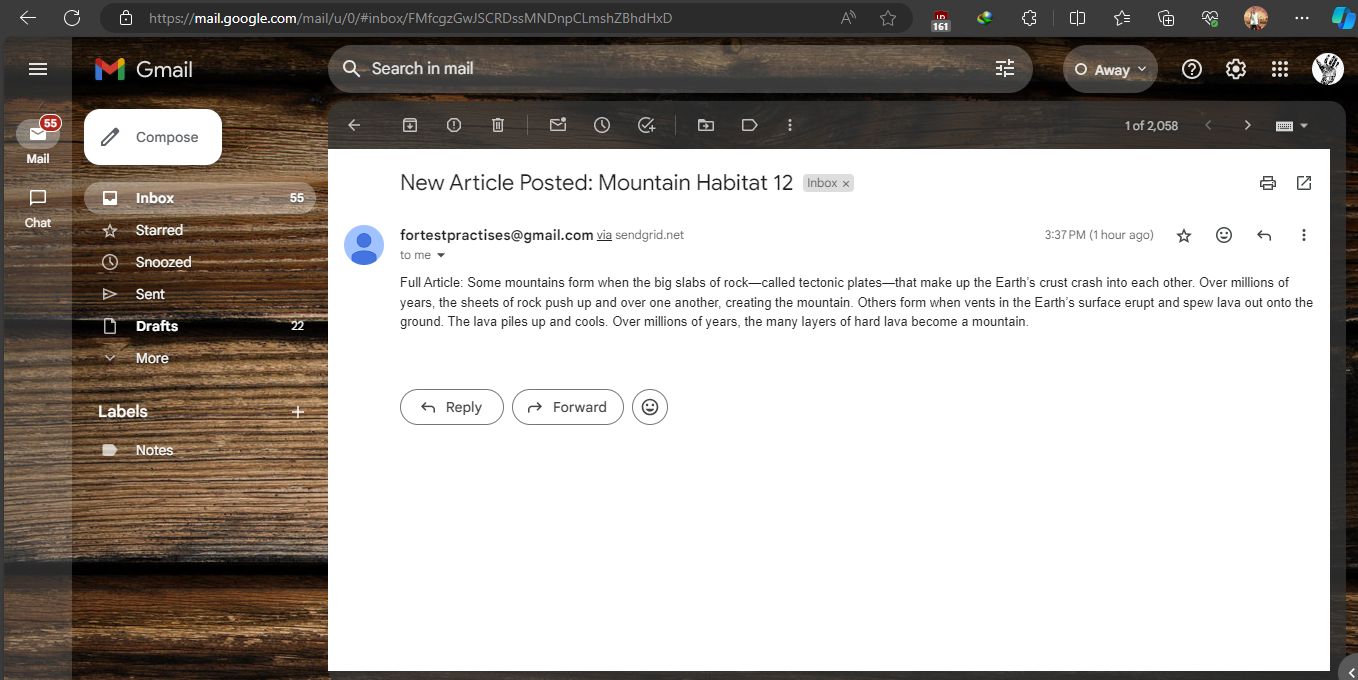 https://mail.google.com/mail/u/0/#inbox/FMfcgzGwJSCRDssMNDnpCLmshZBhdHxD
161
Gmail
Search in mail
Away
55
Mail
Chat
Compose
Inbox 55
Starred
Snoozed
Sent
Drafts 22
More
Labels
Notes
1 of 2,058
New Article Posted: Mountain Habitat 12 Inbox ×
fortestpractises@gmail.com via sendgrid.net 3:37 PM (1 hour ago)
to me
Full Article: Some mountains form when the big slabs of rock—called tectonic plates—that make up the Earth's crust crash into each other. Over millions of
years, the sheets of rock push up and over one another, creating the mountain. Others form when vents in the Earth's surface erupt and spew lava out onto the
ground. The lava piles up and cools. Over millions of years, the many layers of hard lava become a mountain.
Reply Forward